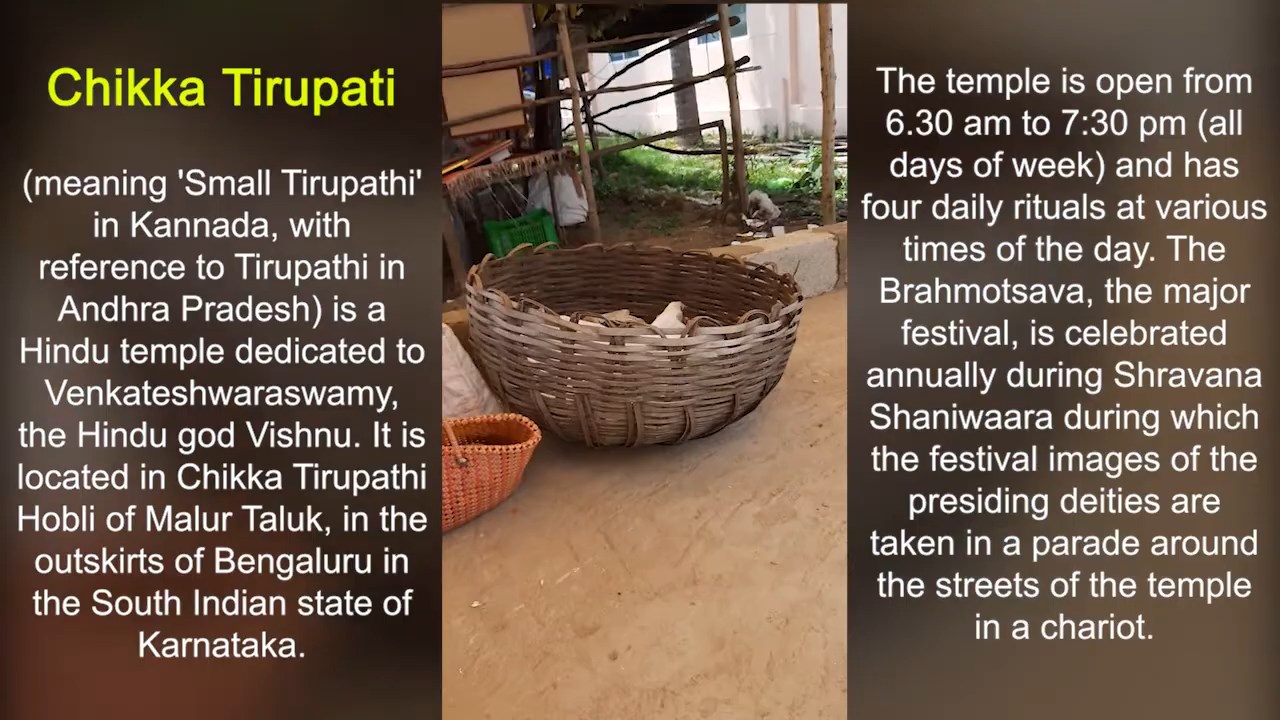 Chikka Tirupati
(meaning 'Small Tirupathi'
in Kannada, with
reference to Tirupathi in
Andhra Pradesh) is a
Hindu temple dedicated to
Venkateshwaraswamy,
the Hindu god Vishnu. It is
located in Chikka Tirupathi
Hobli of Malur Taluk, in the
outskirts of Bengaluru in
the South Indian state of
Karnataka.
The temple is open from
6.30 am to 7:30 pm (all
days of week) and has
four daily rituals at various
times of the day. The
Brahmotsava, the major
festival, is celebrated
annually during Shravana
Shaniwaara during which
the festival images of the
presiding deities are
taken in a parade around
the streets of the temple
in a chariot.